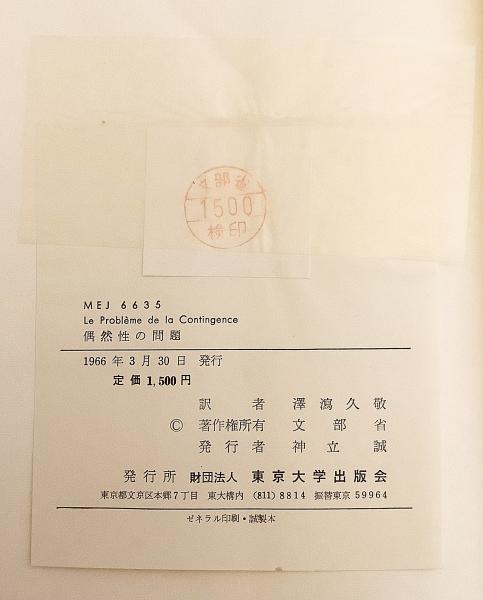 文部省
1500
検印
MEJ 6635
Le Problème de la Contingence
偶然性の問題
1966年3月30日 発行
定価 1,500円
訳者 澤瀉久敬
© 著作権所有 文部省
発行者 神立誠
発行所 財団法人 東京大学出版会
東京都文京区本郷7丁目 東大構内 (811) 8814 振替東京 59964
ゼネラル印刷・誠製本